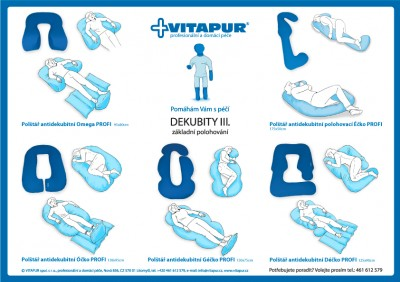 VITAPUR®
profesionální a domácí péče
Pomáhám Vám s péčí
DEKUBITY III.
základní polohování
Polštář antidekubitní Omega PROFI
Polštář antidekubitní polohovací Éčko PROFI
Polštář antidekubitní Óčko PROFI
Polštář antidekubitní Géčko PROFI
Polštář antidekubitní Déčko PROFI
Potřebujete poradit? Volejte prosím tel.: 461 612 579